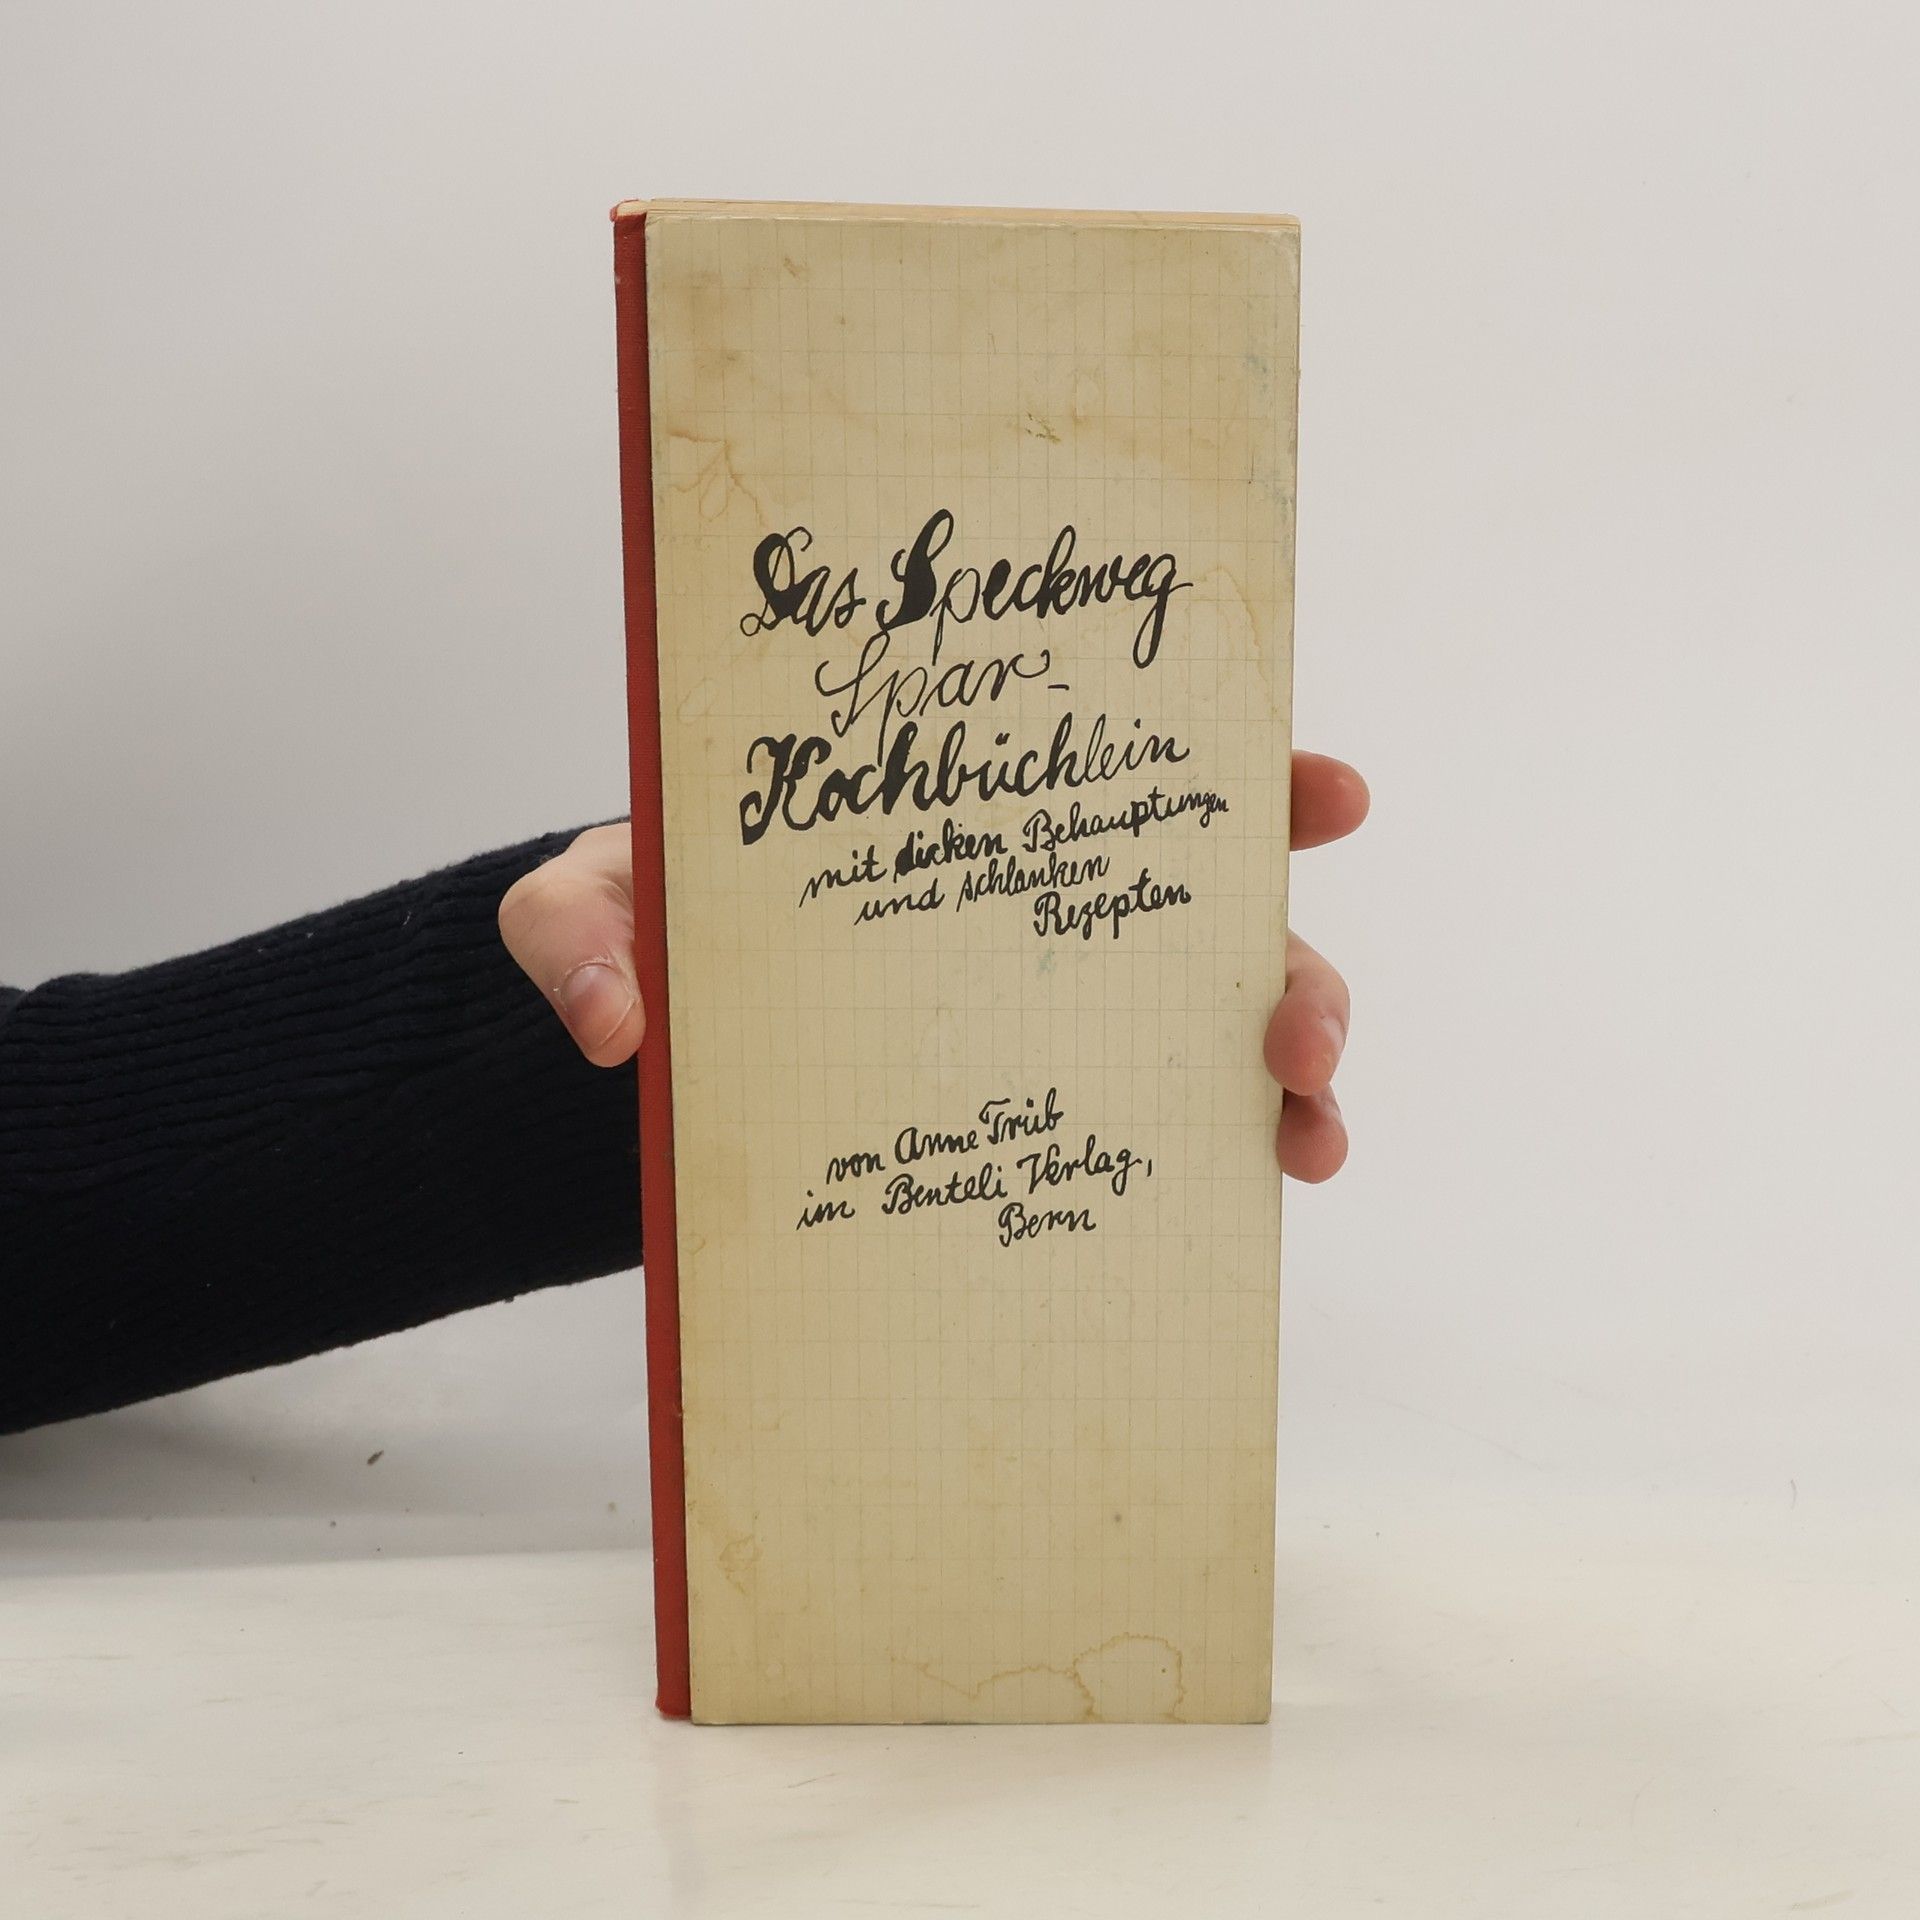 Das Speckweg
Spar-
Kochbüchlein
mit dicken Behauptungen
und schlanken
Rezepten
von Anne Trüb
im Benteli Verlag,
Bern